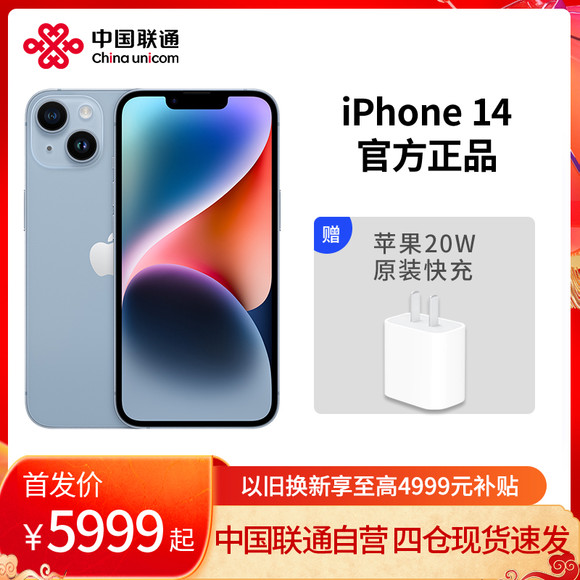 中国联通
China unicom
iPhone 14
官方正品
赠
苹果20W
原装快充
首发价
¥5999起
以旧换新享至高4999元补贴
中国联通自营 四仓现货速发